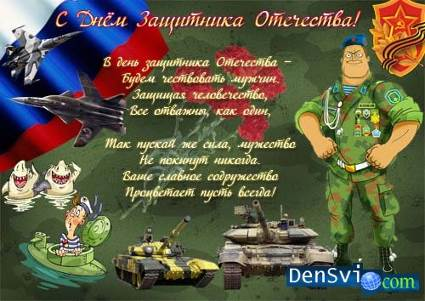 С Днём Защитника Отечества!
В день защитника Отечества –
Будем чествовать мужчин.
Защищая человечество,
Все отважны, как один,
Так пускай же сила, мужество
Не покинут никогда.
Ваше славное содружество
Процветает пусть всегда!
DenSvi com